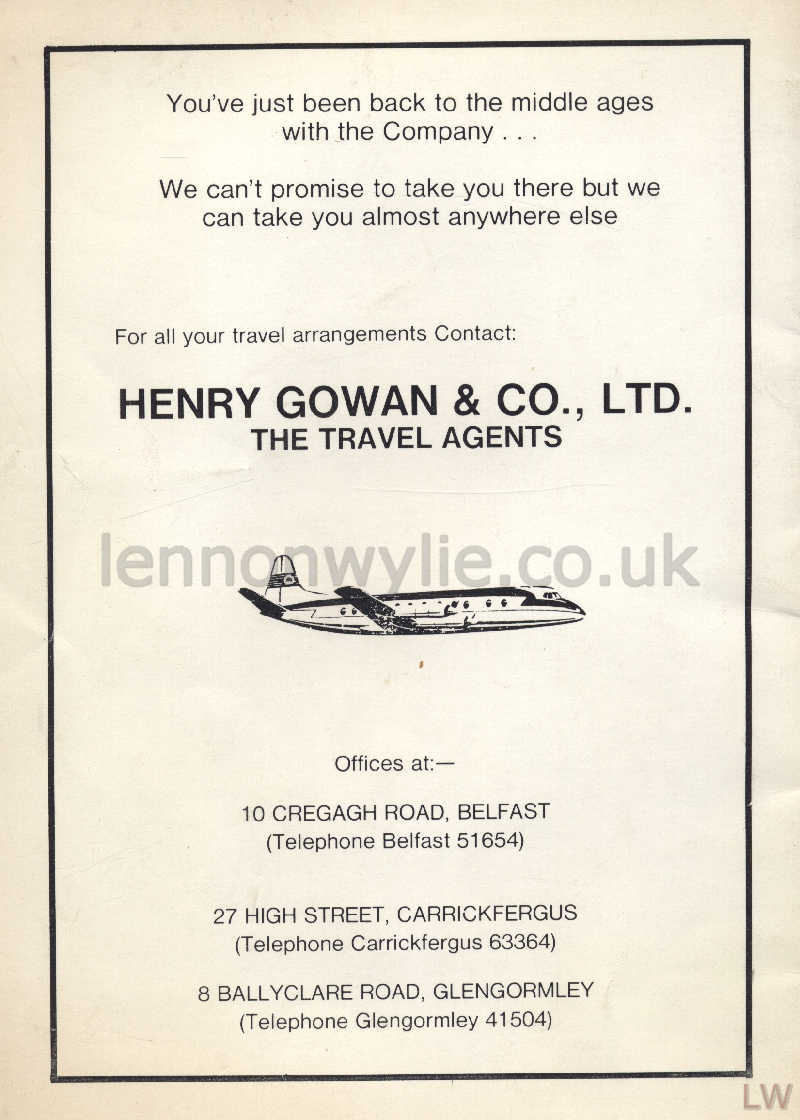 You've just been back to the middle ages
with the Company . . .
We can't promise to take you there but we
can take you almost anywhere else
For all your travel arrangements Contact:
HENRY GOWAN & CO., LTD.
THE TRAVEL AGENTS
lennonwylie.co.uk
Offices at:—
10 CREGAGH ROAD, BELFAST
(Telephone Belfast 51654)
27 HIGH STREET, CARRICKFERGUS
(Telephone Carrickfergus 63364)
8 BALLYCLARE ROAD, GLENGORMLEY
(Telephone Glengormley 41504)
LW